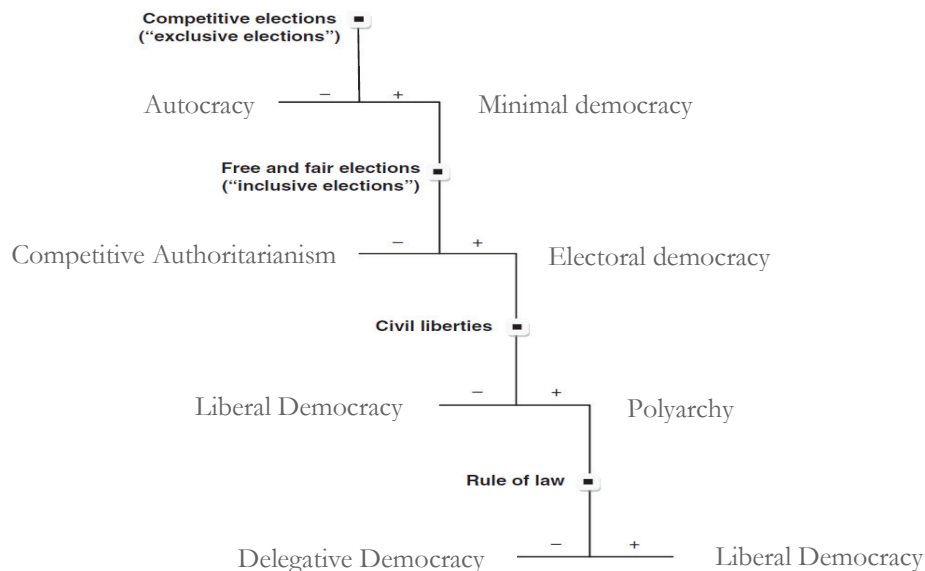 Competitive elections
(“exclusive elections”)
− +
Autocracy
Minimal democracy
Free and fair elections
(“inclusive elections”)
− +
Competitive Authoritarianism
Electoral democracy
Civil liberties
− +
Liberal Democracy
Polyarchy
Rule of law
− +
Delegative Democracy
Liberal Democracy